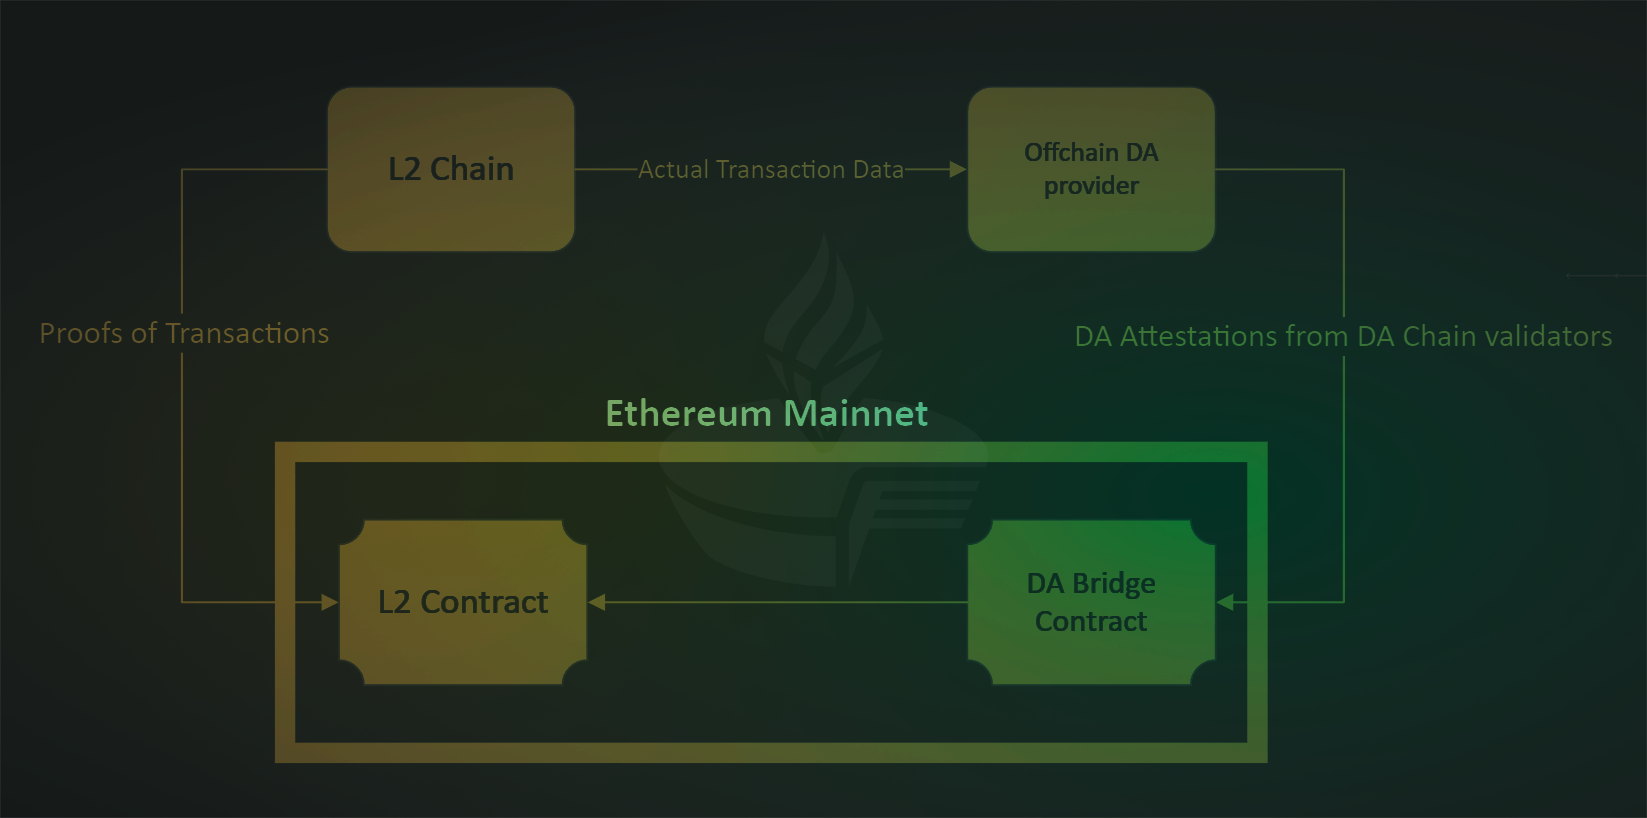 L2 Chain
Actual Transaction Data
Offchain DA
provider
Proofs of Transactions
DA Attestations from DA Chain validators
Ethereum Mainnet
L2 Contract
DA Bridge
Contract